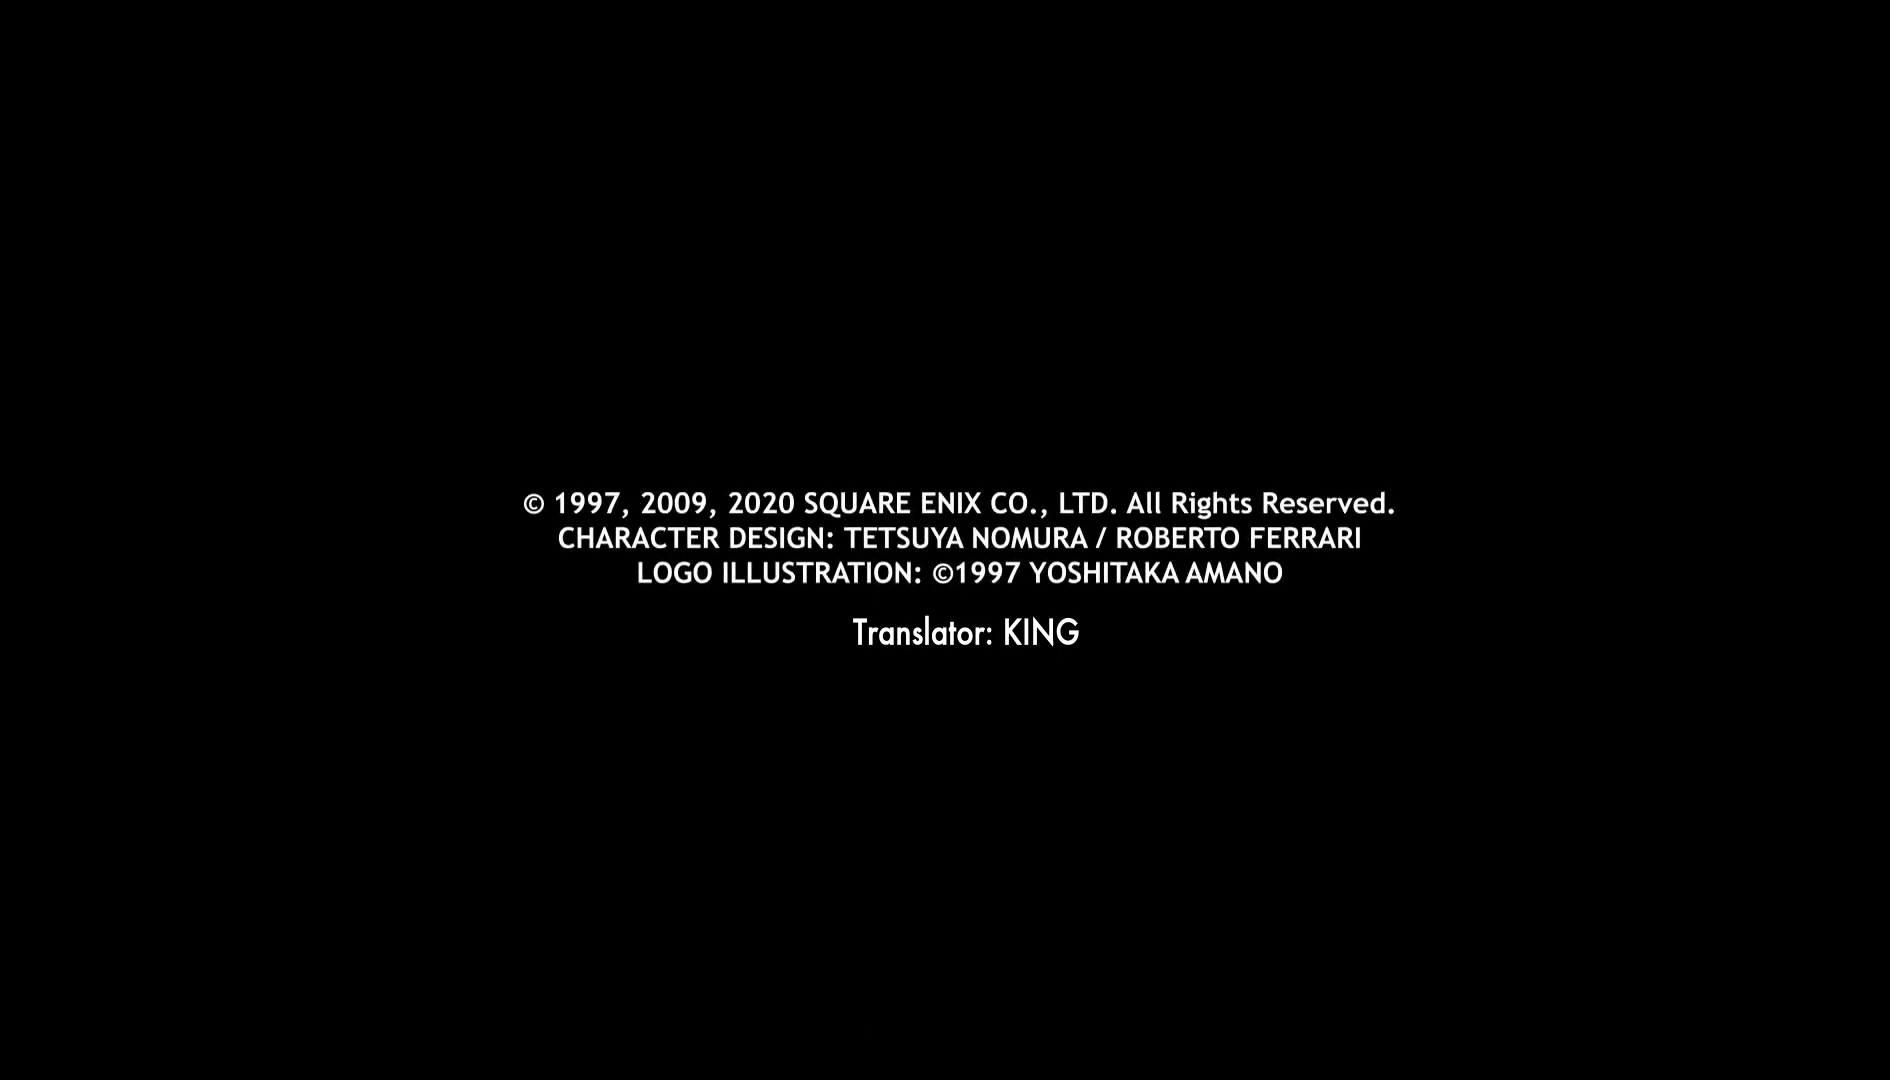 © 1997, 2009, 2020 SQUARE ENIX CO., LTD. All Rights Reserved.
CHARACTER DESIGN: TETSUYA NOMURA / ROBERTO FERRARI
LOGO ILLUSTRATION: ©1997 YOSHITAKA AMANO
Translator: KING